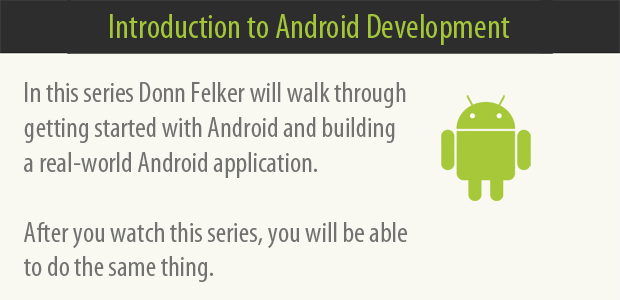 Introduction to Android Development
In this series Donn Felker will walk through
getting started with Android and building
a real-world Android application.
After you watch this series, you will be able
to do the same thing.